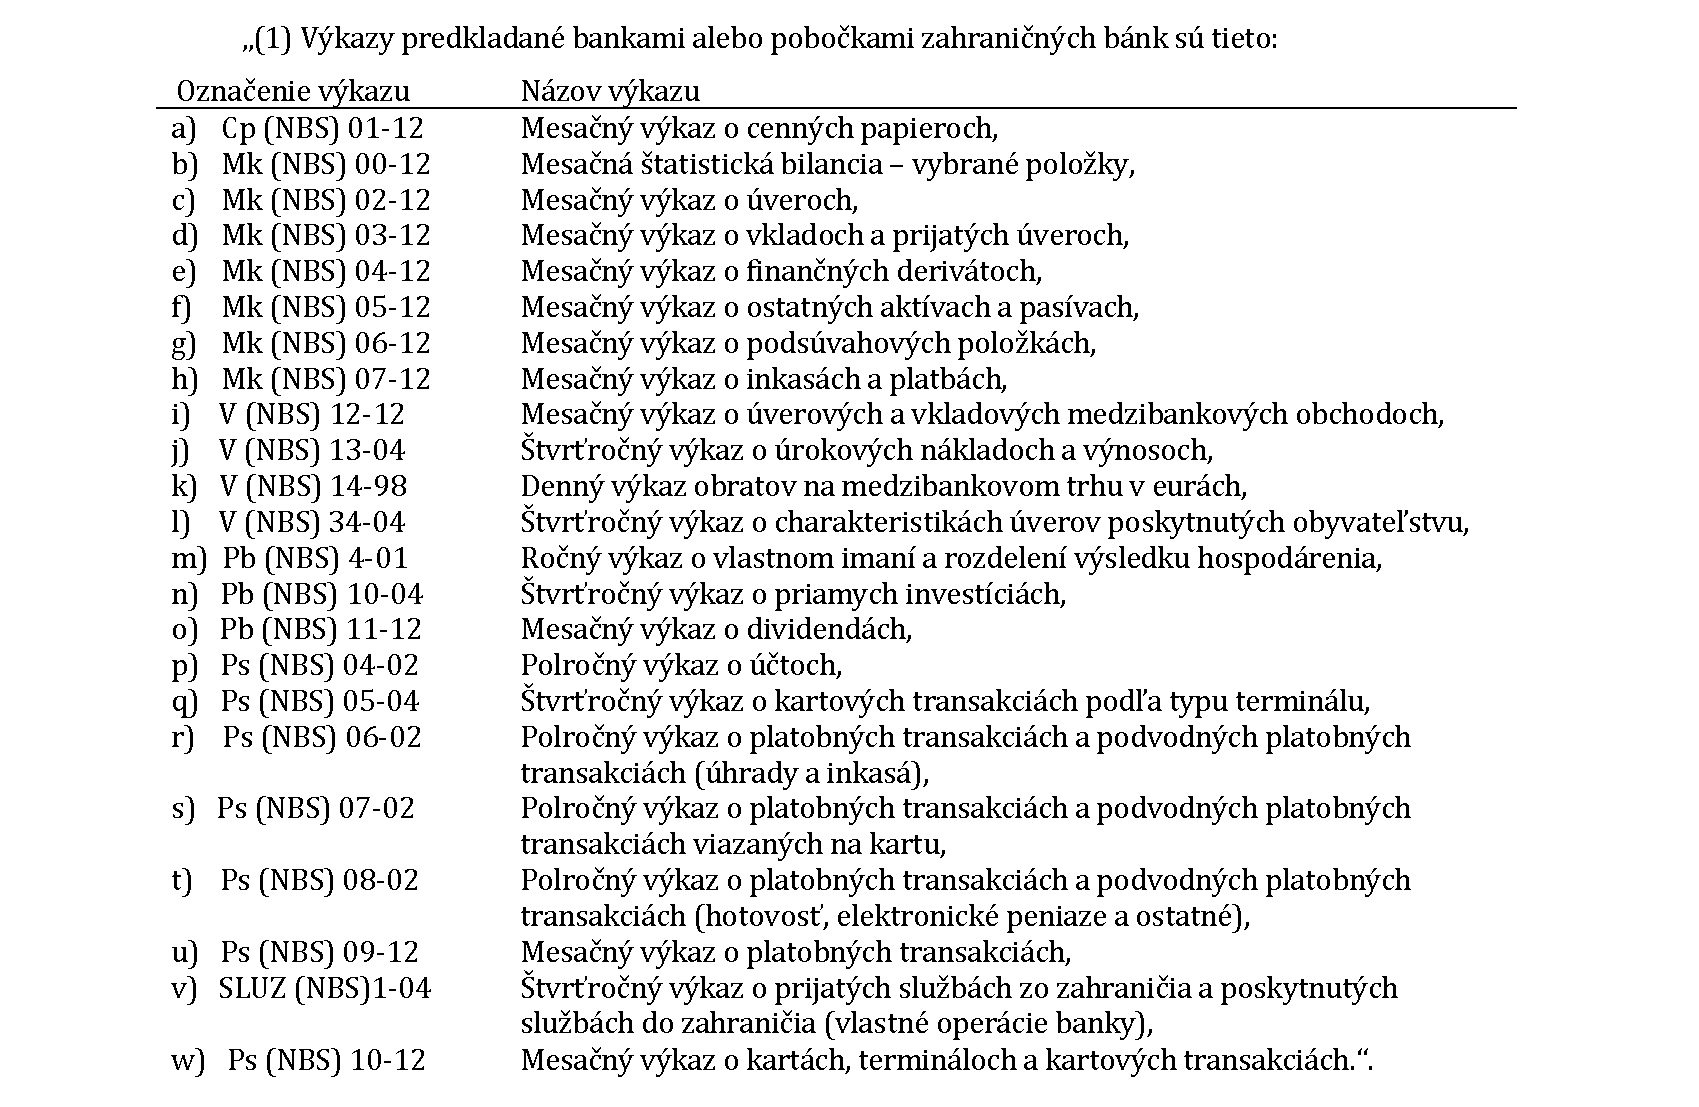 „(1) Výkazy predkladané bankami alebo pobočkami zahraničných bánk sú tieto:
Označenie výkazu Názov výkazu
a) Cp (NBS) 01-12 Mesačný výkaz o cenných papieroch,
b) Mk (NBS) 00-12 Mesačná štatistická bilancia – vybrané položky,
c) Mk (NBS) 02-12 Mesačný výkaz o úveroch,
d) Mk (NBS) 03-12 Mesačný výkaz o vkladoch a prijatých úveroch,
e) Mk (NBS) 04-12 Mesačný výkaz o finančných derivátoch,
f) Mk (NBS) 05-12 Mesačný výkaz o ostatných aktívach a pasívach,
g) Mk (NBS) 06-12 Mesačný výkaz o podsúvahových položkách,
h) Mk (NBS) 07-12 Mesačný výkaz o inkasách a platbách,
i) V (NBS) 12-12 Mesačný výkaz o úverových a vkladových medzibankových obchodoch,
j) V (NBS) 13-04 Štvrťročný výkaz o úrokových nákladoch a výnosoch,
k) V (NBS) 14-98 Denný výkaz obratov na medzibankovom trhu v eurách,
l) V (NBS) 34-04 Štvrťročný výkaz o charakteristikách úverov poskytnutých obyvateľstvu,
m) Pb (NBS) 4-01 Ročný výkaz o vlastnom imaní a rozdelení výsledku hospodárenia,
n) Pb (NBS) 10-04 Štvrťročný výkaz o priamych investíciách,
o) Pb (NBS) 11-12 Mesačný výkaz o dividendách,
p) Ps (NBS) 04-02 Polročný výkaz o účtoch,
q) Ps (NBS) 05-04 Štvrťročný výkaz o kartových transakciách podľa typu terminálu,
r) Ps (NBS) 06-02 Polročný výkaz o platobných transakciách a podvodných platobných
transakciách (úhrady a inkasá),
s) Ps (NBS) 07-02 Polročný výkaz o platobných transakciách a podvodných platobných
transakciách viazaných na kartu,
t) Ps (NBS) 08-02 Polročný výkaz o platobných transakciách a podvodných platobných
transakciách (hotovosť, elektronické peniaze a ostatné),
u) Ps (NBS) 09-12 Mesačný výkaz o platobných transakciách,
v) SLUZ (NBS)1-04 Štvrťročný výkaz o prijatých službách zo zahraničia a poskytnutých
službách do zahraničia (vlastné operácie banky),
w) Ps (NBS) 10-12 Mesačný výkaz o kartách, termináloch a kartových transakciách.“.